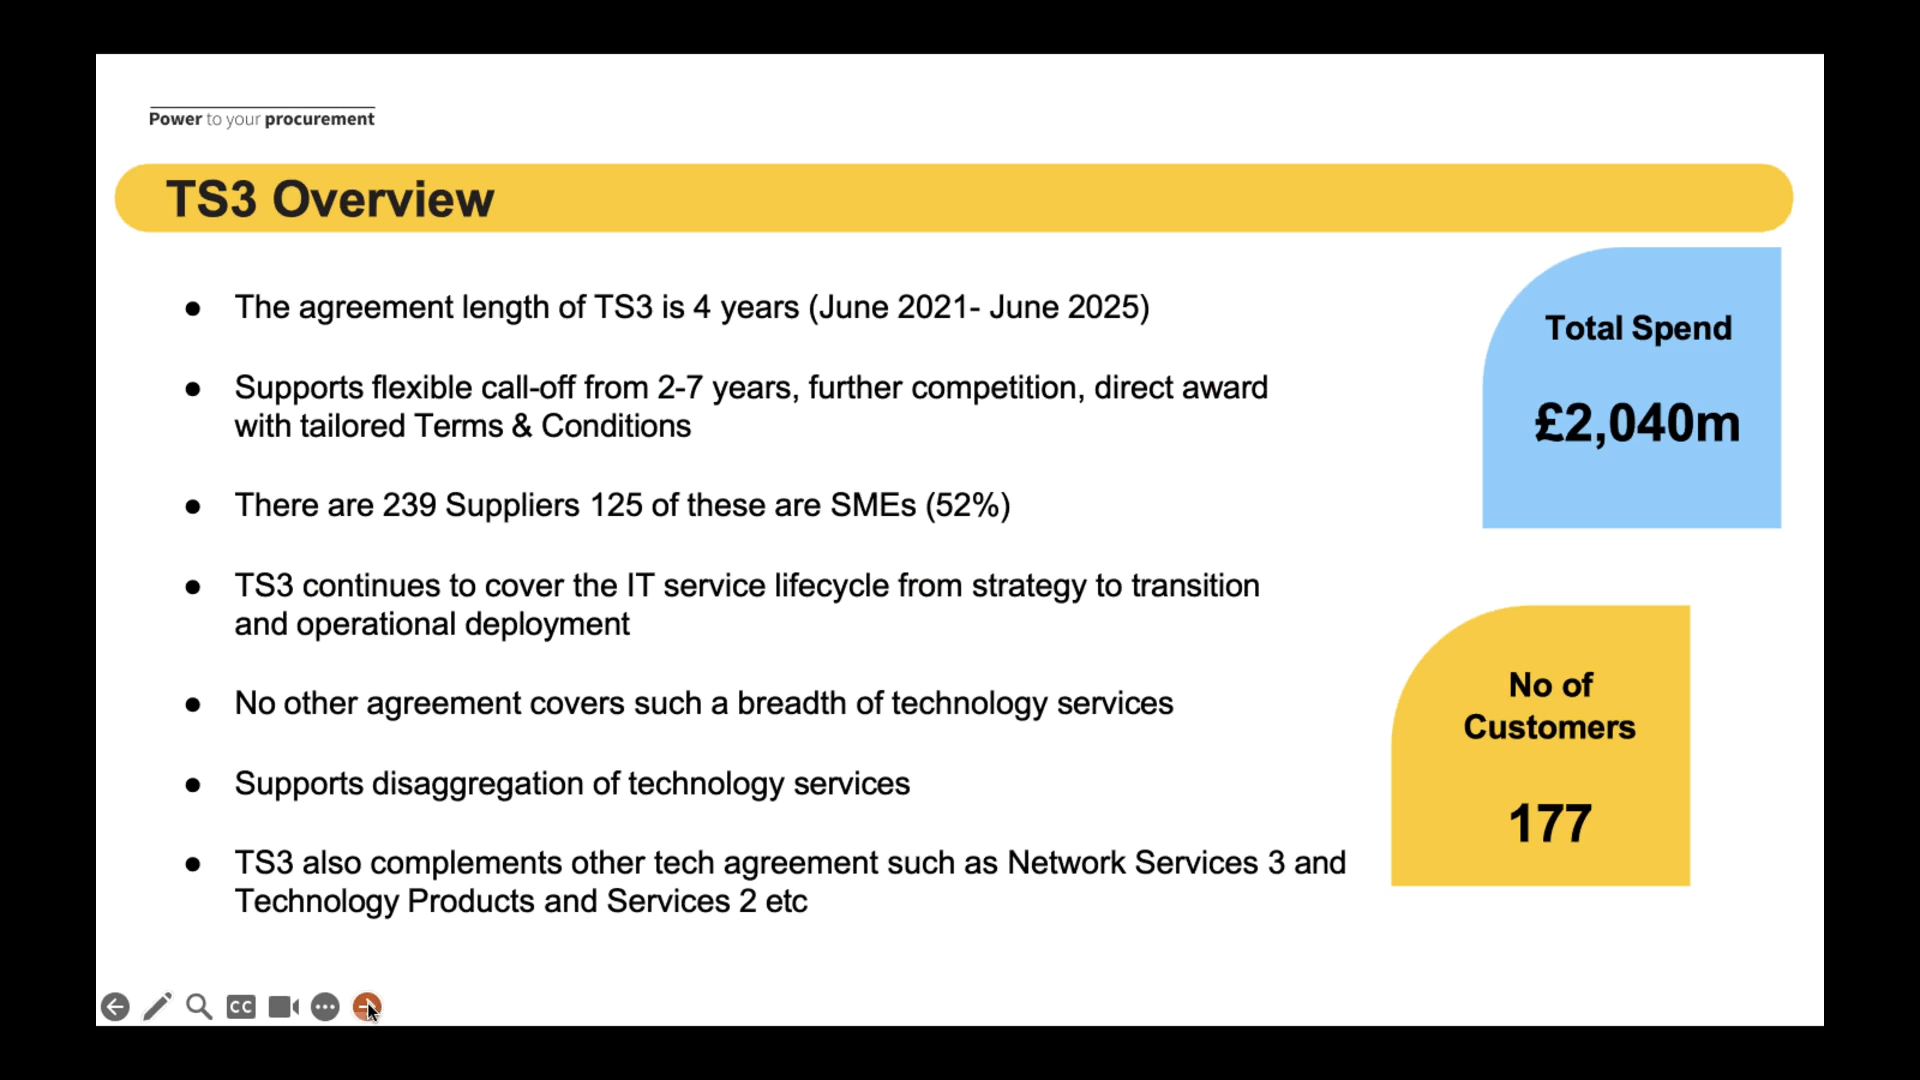 Power to your procurement
TS3 Overview
● The agreement length of TS3 is 4 years (June 2021- June 2025)
● Supports flexible call-off from 2-7 years, further competition, direct award
with tailored Terms & Conditions
● There are 239 Suppliers 125 of these are SMEs (52%)
● TS3 continues to cover the IT service lifecycle from strategy to transition
and operational deployment
● No other agreement covers such a breadth of technology services
● Supports disaggregation of technology services
● TS3 also complements other tech agreement such as Network Services 3 and
Technology Products and Services 2 etc
Total Spend
£2,040m
No of
Customers
177
CC